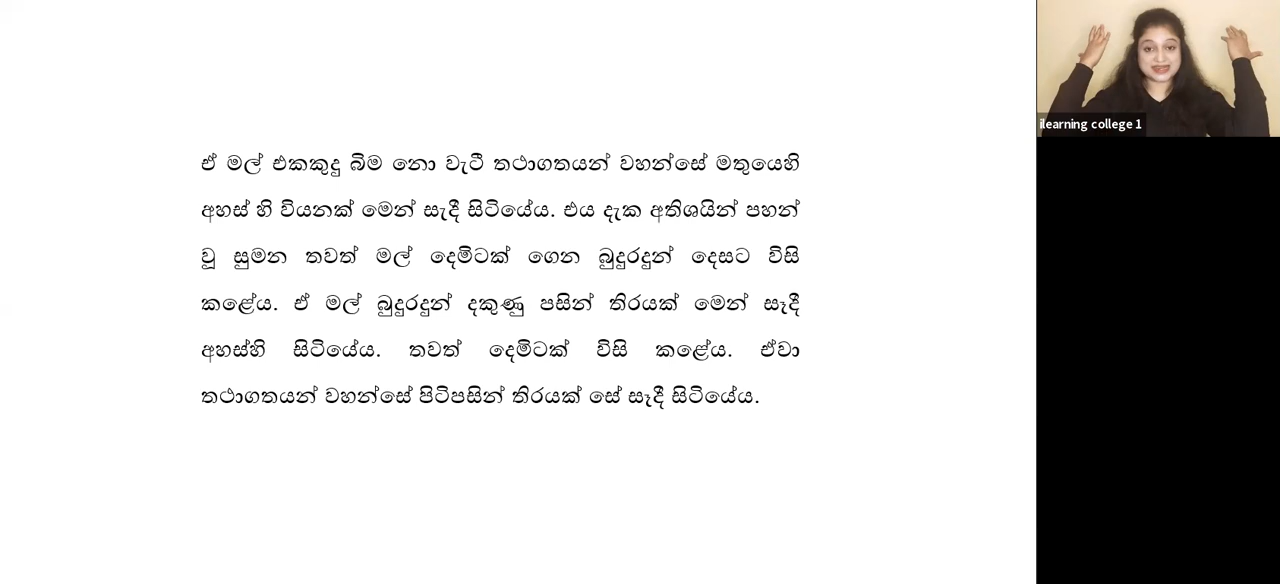 ඒ මල් එකකුදු බිම නො වැටී තථාගතයන් වහන්සේ මතුයෙහි
අහස් හි වියනක් මෙන් සැදී සිටියේය. එය දැක අතිශයින් පහන්
වූ සුමන තවත් මල් දෙමිටක් ගෙන බුදුරදුන් දෙසට විසි
කළේය. ඒ මල් බුදුරදුන් දකුණු පසින් තිරයක් මෙන් සෑදී
අහස්හි සිටියේය. තවත් දෙමිටක් විසි කළේය. ඒවා
තථාගතයන් වහන්සේ පිටිපසින් තිරයක් සේ සෑදී සිටියේය.
ilearning college 1